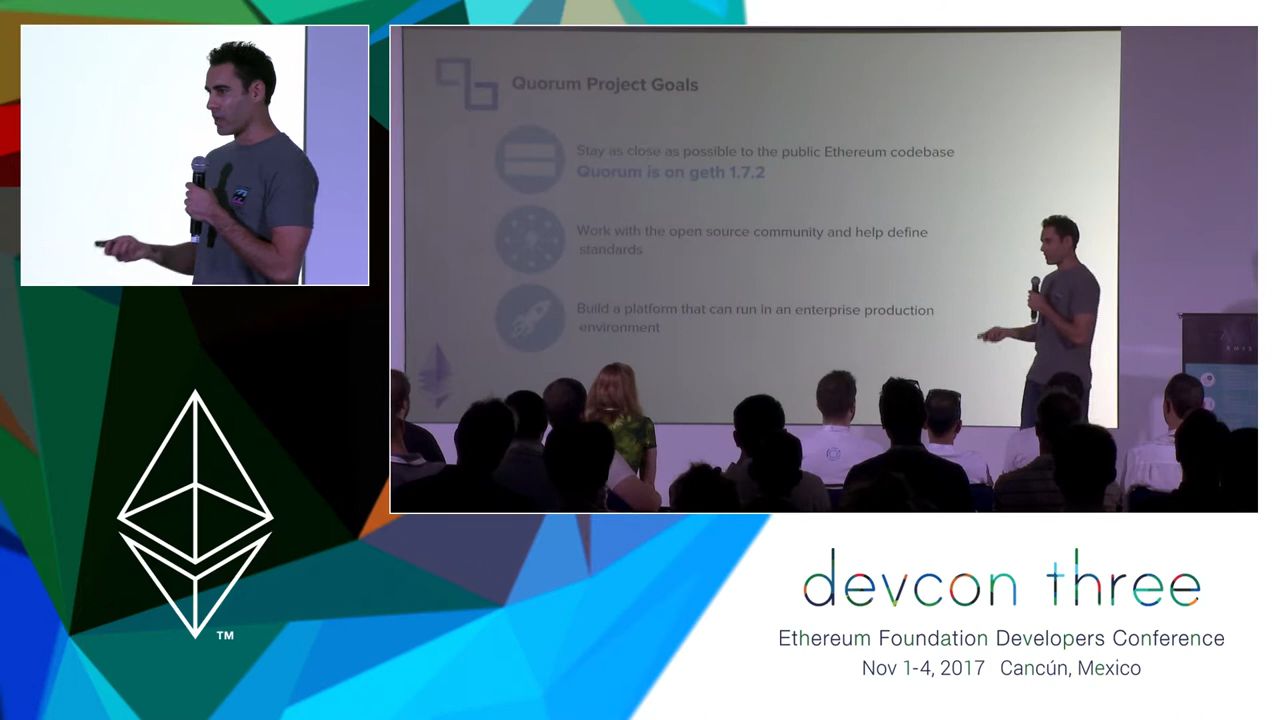 Quorum Project Goals
Stay as close as possible to the public Ethereum codebase
Quorum is on geth 1.7.2
Work with the open source community and help define
standards
Build a platform that can run in an enterprise production
environment
TM
devcon three
Ethereum Foundation Developers Conference
Nov 1-4, 2017 Cancún, Mexico